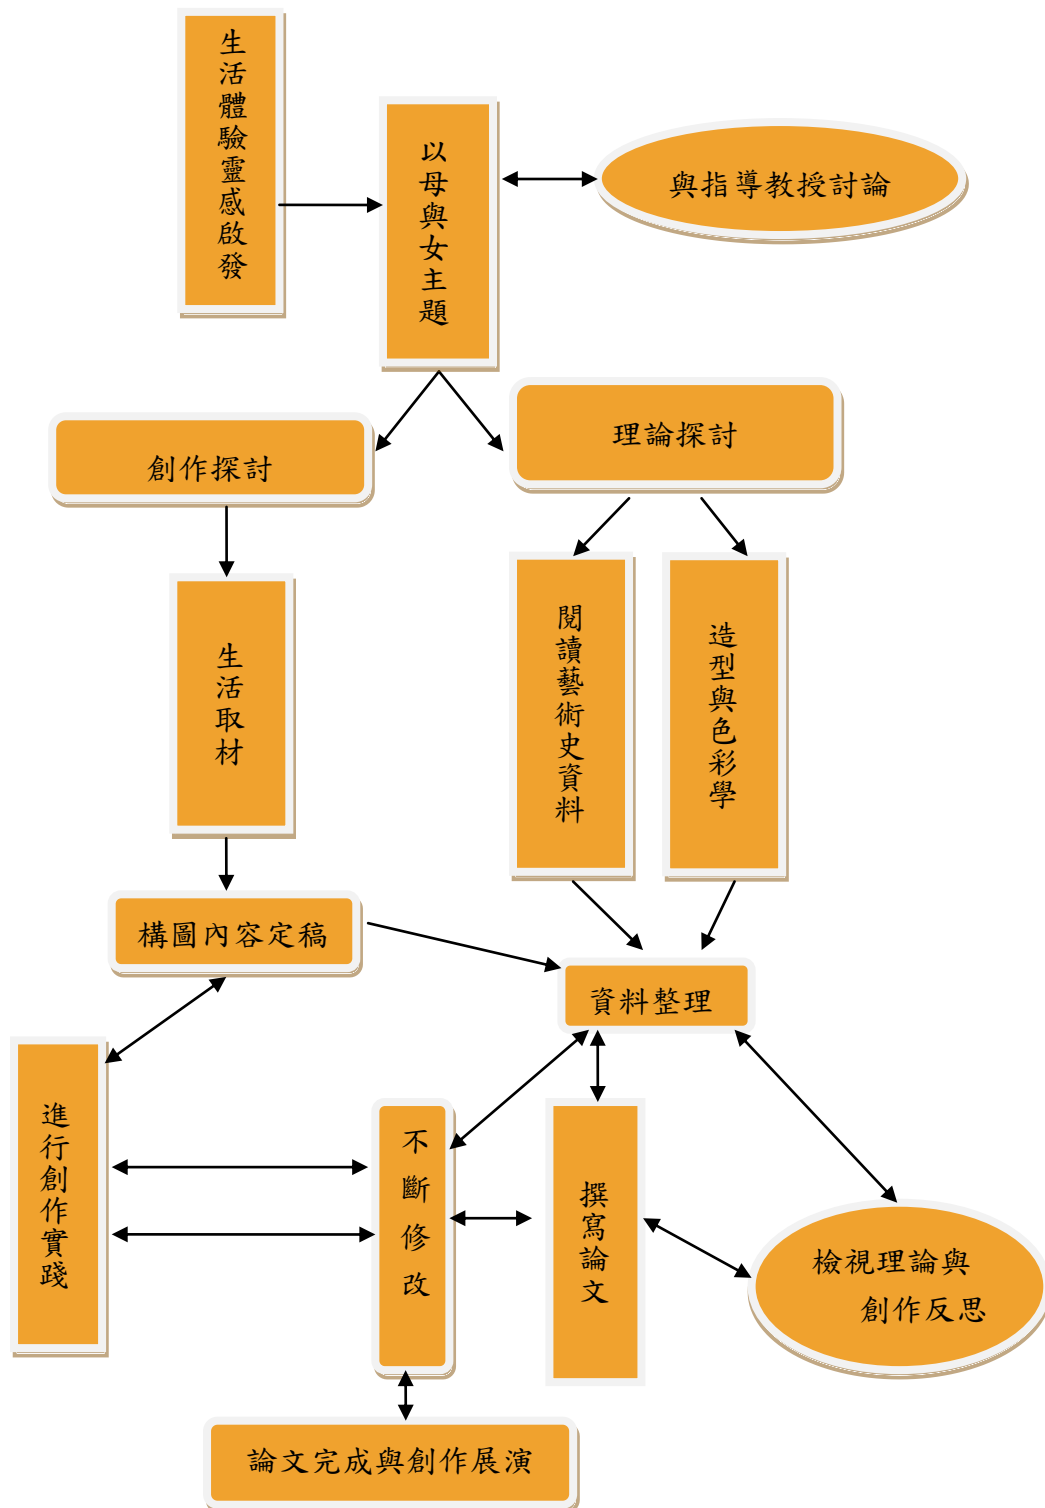 生活體驗靈感啟發
以母與女主題
與指導教授討論
創作探討
理論探討
生活取材
閱讀藝術史資料
造型與色彩學
構圖內容定稿
資料整理
進行創作實踐
不斷修改
撰寫論文
檢視理論與
創作反思
論文完成與創作展演